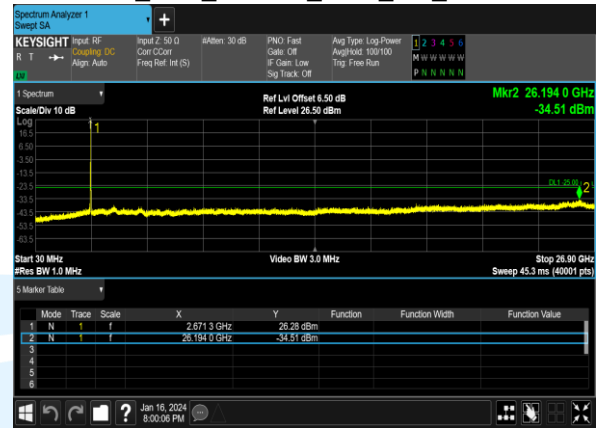 Spectrum Analyzer 1
Swept SA
KEYSIGHT
R T
LV
Input: RF
Coupling: DC
Align: Auto
Input Z: 50 Ω
Corr CCorr
Freq Ref: Int (S)
#Atten: 30 dB
PNO: Fast
Gate: Off
IF Gain: Low
Sig Track: Off
Avg Type: Log-Power
Avg|Hold: 100/100
Trig: Free Run
1 2 3 4 5 6
M W W W W W
P N N N N N
1 Spectrum
Ref Lvl Offset 6.50 dB
Mkr2 26.194 0 GHz
Scale/Div 10 dB
Ref Level 26.50 dBm
-34.51 dBm
Log
1
16.5
6.50
-3.50
-13.5
-23.5
-33.5
-43.5
-53.5
-63.5
2
Start 30 MHz
Video BW 3.0 MHz
Stop 26.90 GHz
#Res BW 1.0 MHz
Sweep 45.3 ms (40001 pts)
5 Marker Table
Mode Trace Scale X Y Function Function Width Function Value
1 N 1 f 2.671 3 GHz 26.28 dBm
2 N 1 f 26.194 0 GHz -34.51 dBm
3
4
5
6
?
Jan 16, 2024
8:00:06 PM